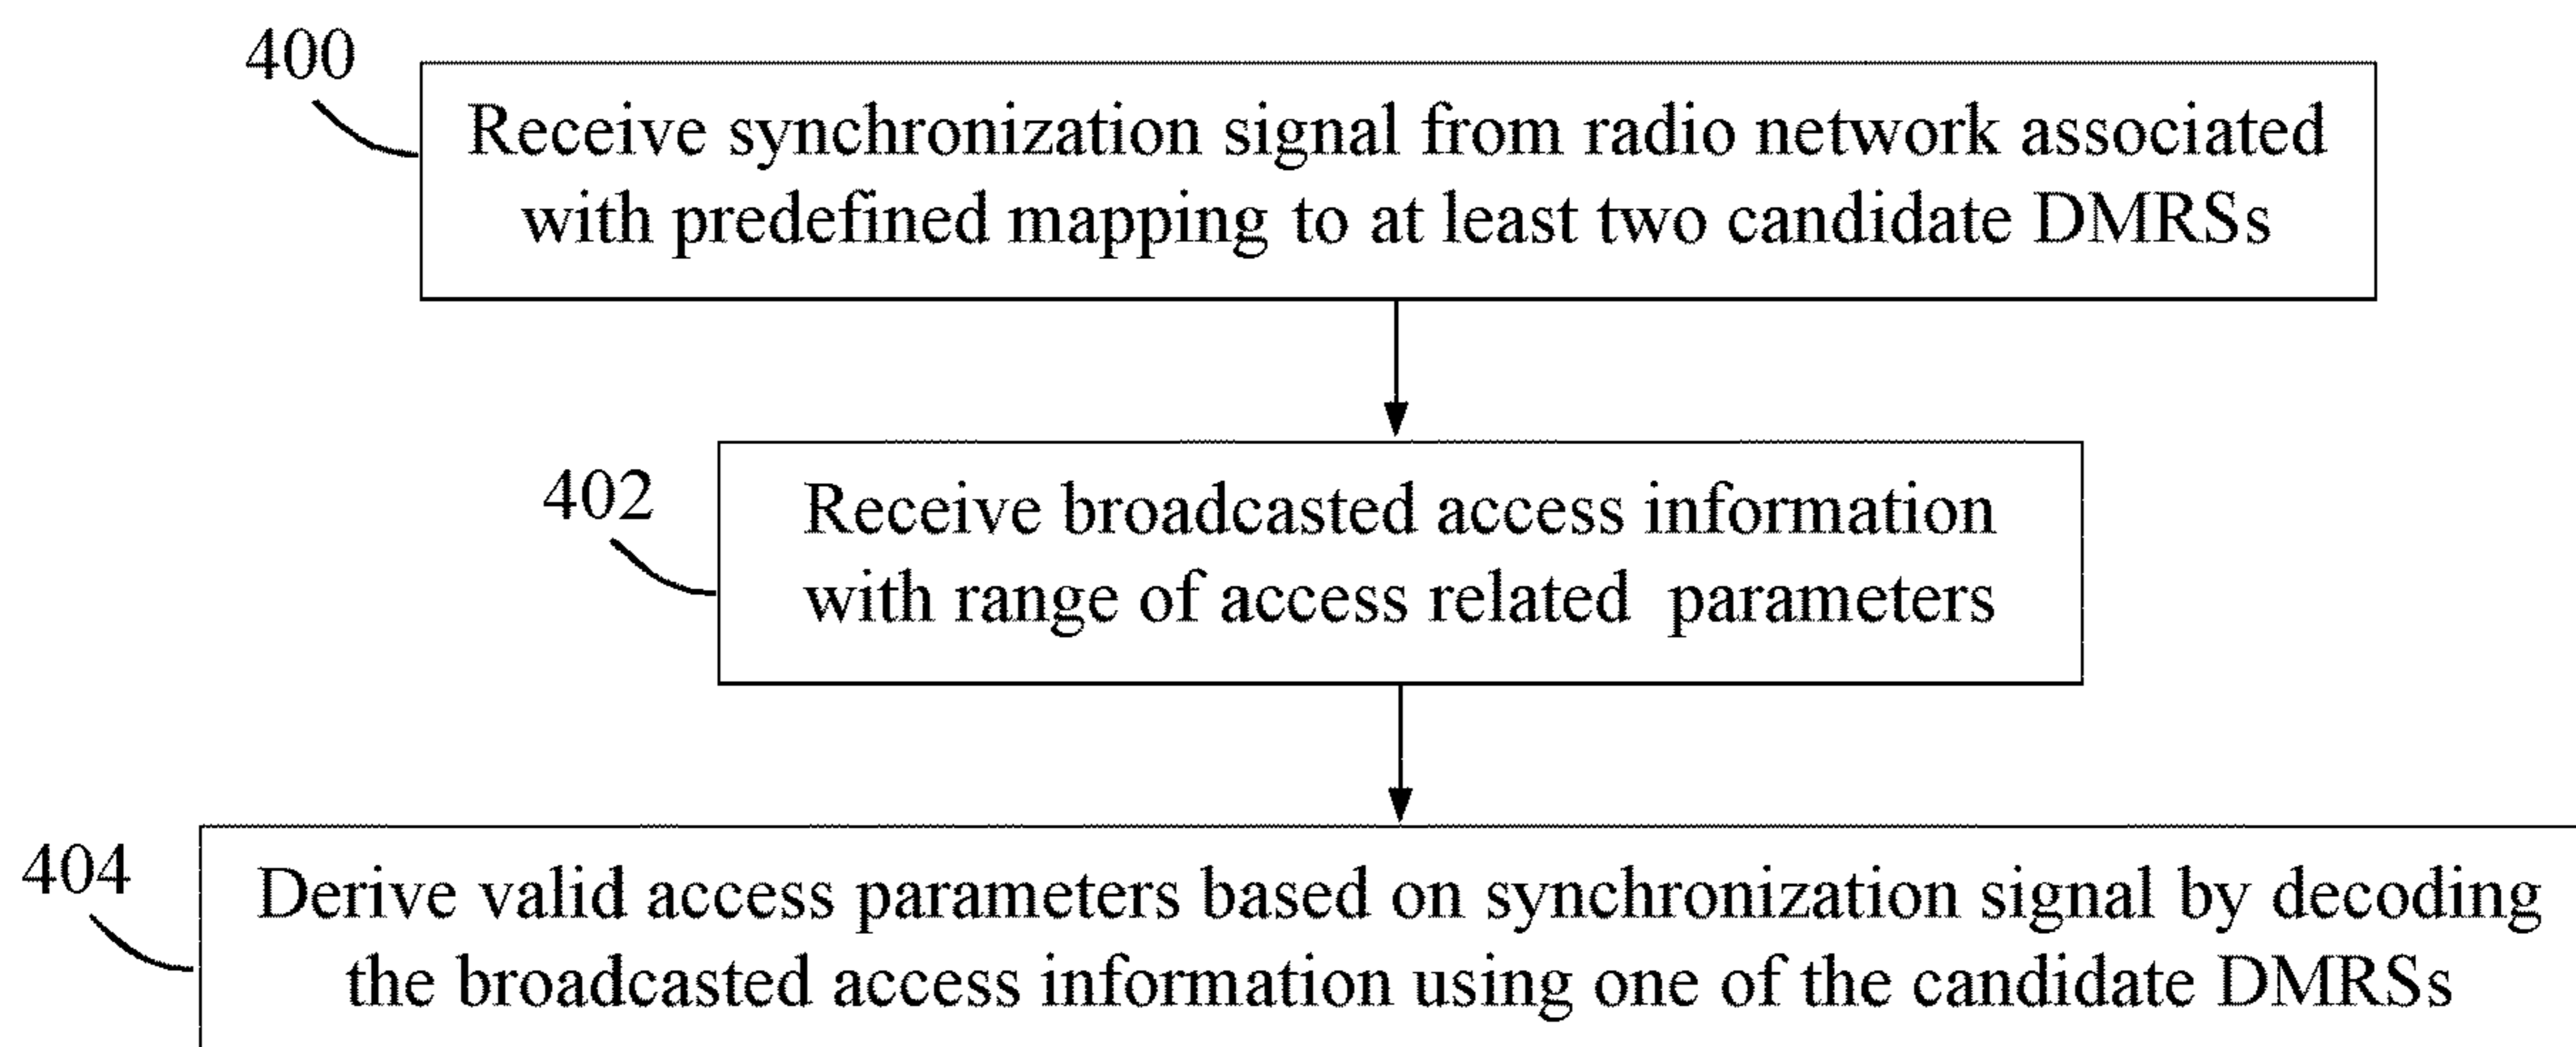 400
Receive synchronization signal from radio network associated
with predefined mapping to at least two candidate DMRSs
402
Receive broadcasted access information
with range of access related parameters
404
Derive valid access parameters based on synchronization signal by decoding
the broadcasted access information using one of the candidate DMRSs